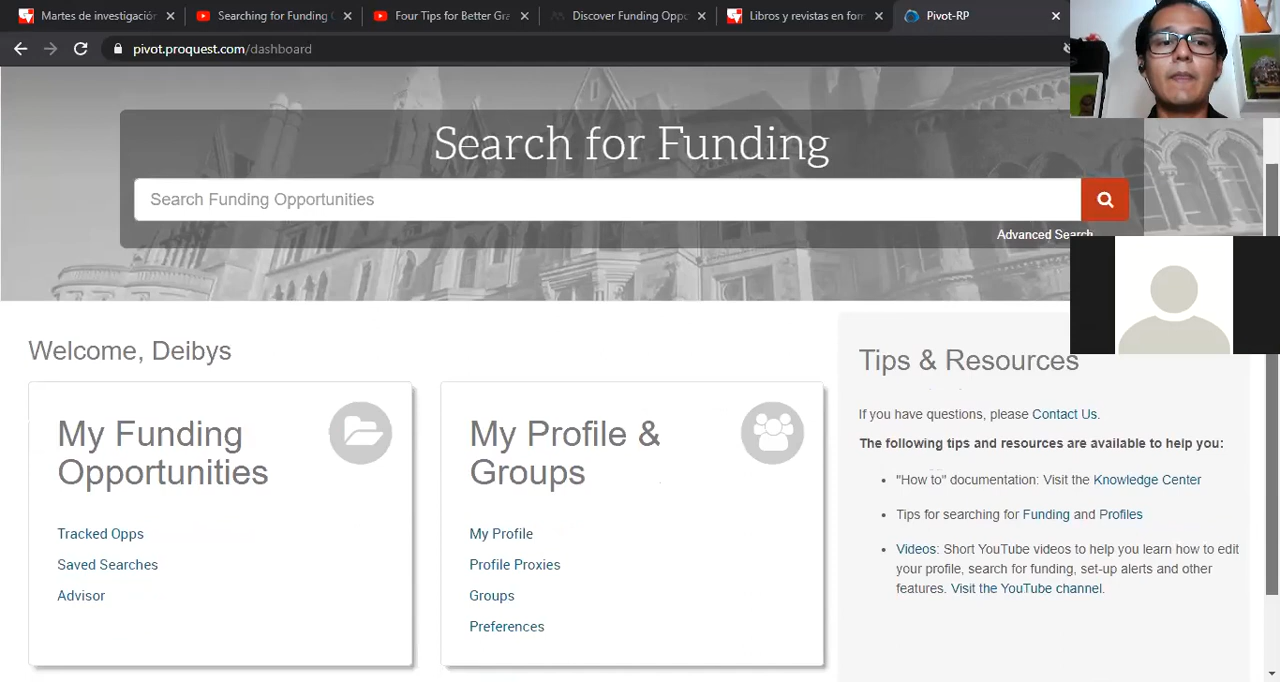 Martes de investigación
Searching for Funding
Four Tips for Better Gra
Discover Funding Oppo
Libros y revistas en for
Pivot-RP
pivot.proquest.com/dashboard
Search for Funding
Search Funding Opportunities
Advanced Search
Welcome, Deibys
My Funding
Opportunities
Tracked Opps
Saved Searches
Advisor
My Profile &
Groups
My Profile
Profile Proxies
Groups
Preferences
Tips & Resources
If you have questions, please Contact Us.
The following tips and resources are available to help you:
• "How to" documentation: Visit the Knowledge Center
• Tips for searching for Funding and Profiles
• Videos: Short YouTube videos to help you learn how to edit
your profile, search for funding, set-up alerts and other
features. Visit the YouTube channel.